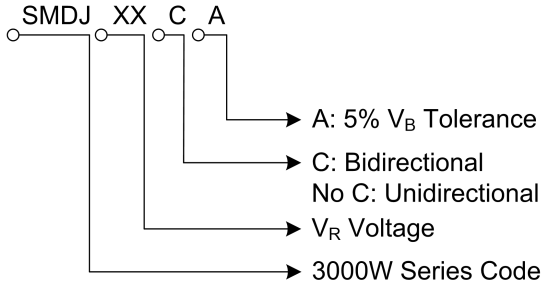 SMDJ XX C A
A: 5% VB Tolerance
C: Bidirectional
No C: Unidirectional
VR Voltage
3000W Series Code